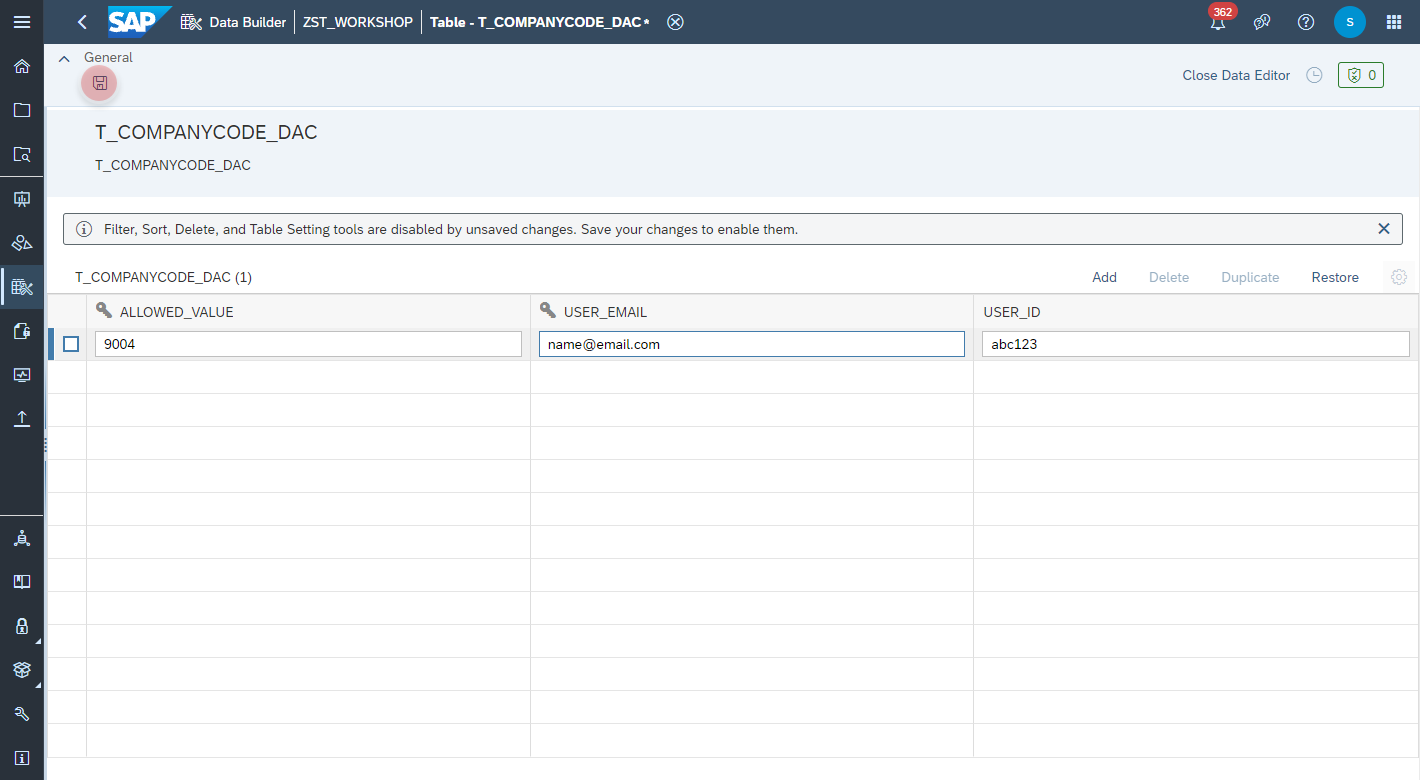 SAP Data Builder ZST_WORKSHOP Table - T_COMPANYCODE_DAC * 362 S
General
Close Data Editor 0
T_COMPANYCODE_DAC
T_COMPANYCODE_DAC
Filter, Sort, Delete, and Table Setting tools are disabled by unsaved changes. Save your changes to enable them.
T_COMPANYCODE_DAC (1) Add Delete Duplicate Restore
ALLOWED_VALUE USER_EMAIL USER_ID
9004 name@email.com abc123